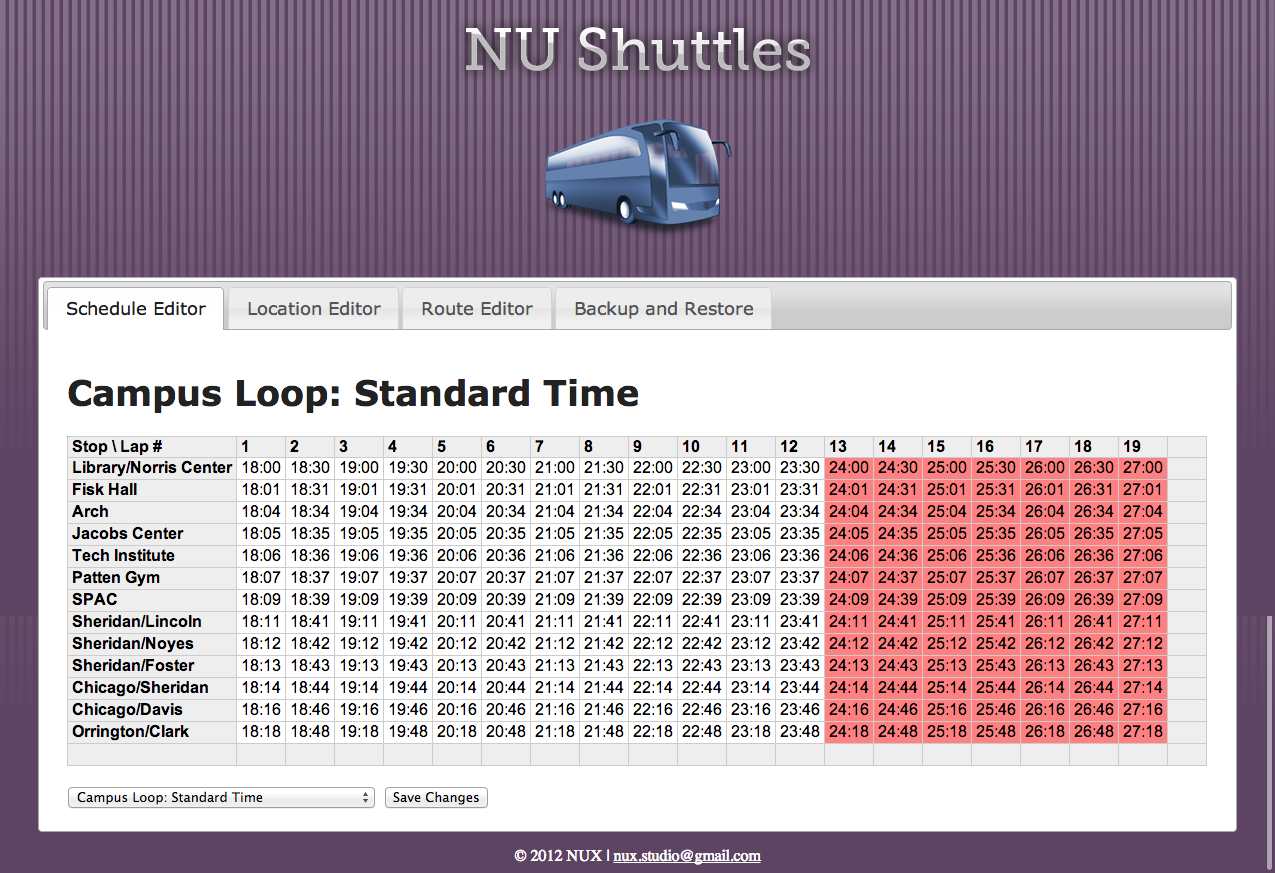 NU Shuttles
Schedule Editor Location Editor Route Editor Backup and Restore
Campus Loop: Standard Time
Stop \ Lap # 1 2 3 4 5 6 7 8 9 10 11 12 13 14 15 16 17 18 19
Library/Norris Center 18:00 18:30 19:00 19:30 20:00 20:30 21:00 21:30 22:00 22:30 23:00 23:30 24:00 24:30 25:00 25:30 26:00 26:30 27:00
Fisk Hall 18:01 18:31 19:01 19:31 20:01 20:31 21:01 21:31 22:01 22:31 23:01 23:31 24:01 24:31 25:01 25:31 26:01 26:31 27:01
Arch 18:04 18:34 19:04 19:34 20:04 20:34 21:04 21:34 22:04 22:34 23:04 23:34 24:04 24:34 25:04 25:34 26:04 26:34 27:04
Jacobs Center 18:05 18:35 19:05 19:35 20:05 20:35 21:05 21:35 22:05 22:35 23:05 23:35 24:05 24:35 25:05 25:35 26:05 26:35 27:05
Tech Institute 18:06 18:36 19:06 19:36 20:06 20:36 21:06 21:36 22:06 22:36 23:06 23:36 24:06 24:36 25:06 25:36 26:06 26:36 27:06
Patten Gym 18:07 18:37 19:07 19:37 20:07 20:37 21:07 21:37 22:07 22:37 23:07 23:37 24:07 24:37 25:07 25:37 26:07 26:37 27:07
SPAC 18:09 18:39 19:09 19:39 20:09 20:39 21:09 21:39 22:09 22:39 23:09 23:39 24:09 24:39 25:09 25:39 26:09 26:39 27:09
Sheridan/Lincoln 18:11 18:41 19:11 19:41 20:11 20:41 21:11 21:41 22:11 22:41 23:11 23:41 24:11 24:41 25:11 25:41 26:11 26:41 27:11
Sheridan/Noyes 18:12 18:42 19:12 19:42 20:12 20:42 21:12 21:42 22:12 22:42 23:12 23:42 24:12 24:42 25:12 25:42 26:12 26:42 27:12
Sheridan/Foster 18:13 18:43 19:13 19:43 20:13 20:43 21:13 21:43 22:13 22:43 23:13 23:43 24:13 24:43 25:13 25:43 26:13 26:43 27:13
Chicago/Sheridan 18:14 18:44 19:14 19:44 20:14 20:44 21:14 21:44 22:14 22:44 23:14 23:44 24:14 24:44 25:14 25:44 26:14 26:44 27:14
Chicago/Davis 18:16 18:46 19:16 19:46 20:16 20:46 21:16 21:46 22:16 22:46 23:16 23:46 24:16 24:46 25:16 25:46 26:16 26:46 27:16
Orrington/Clark 18:18 18:48 19:18 19:48 20:18 20:48 21:18 21:48 22:18 22:48 23:18 23:48 24:18 24:48 25:18 25:48 26:18 26:48 27:18
Campus Loop: Standard Time Save Changes
© 2012 NUX | nux.studio@gmail.com